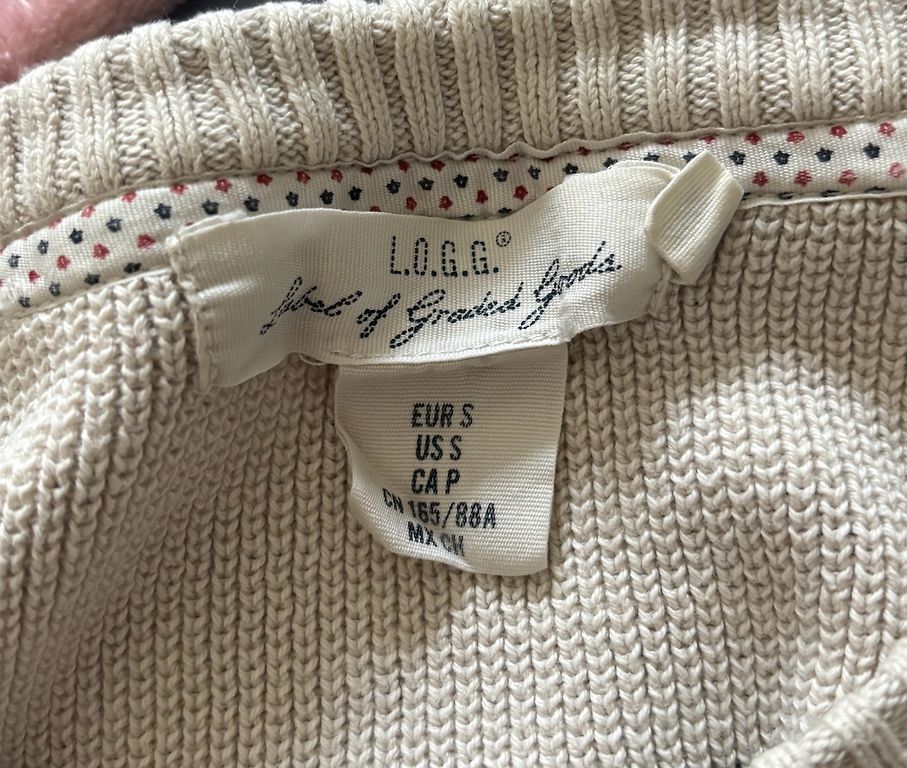 L.O.G.G.®
Label of Graded Goods
EUR S
US S
CA P
CN 165/88A
MX CH